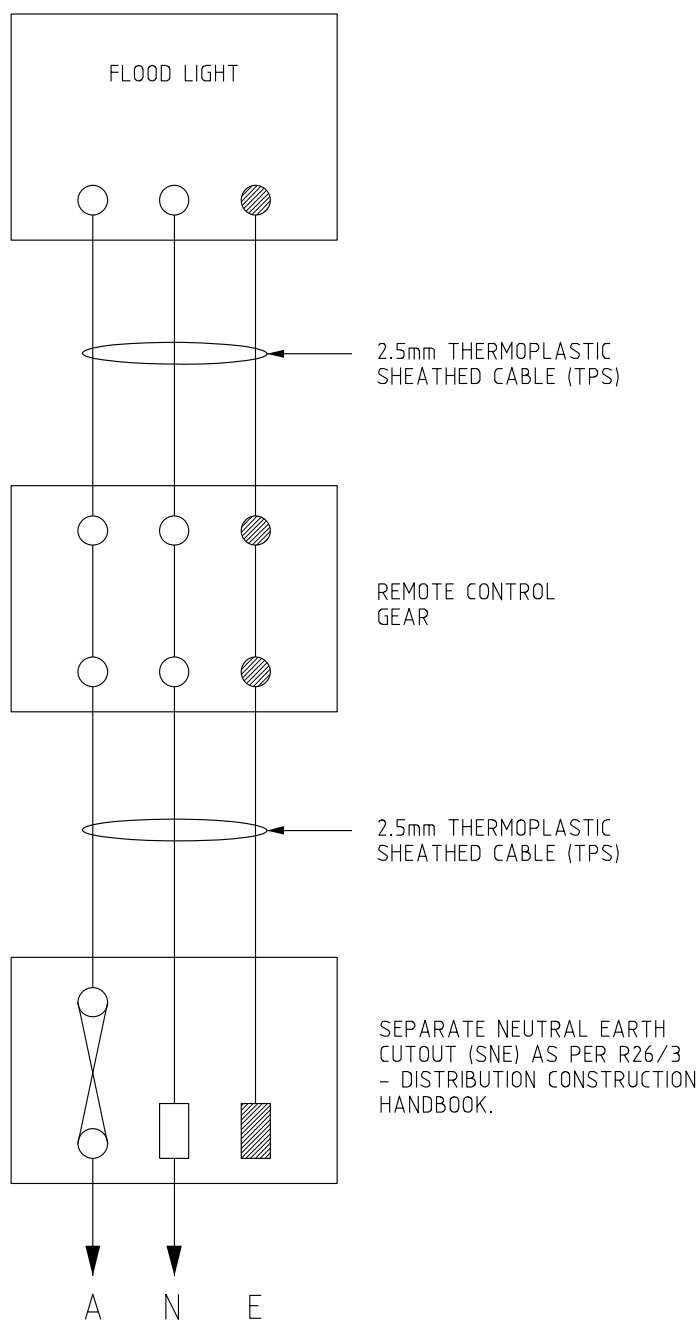 FLOOD LIGHT
2.5mm THERMOPLASTIC
SHEATHED CABLE (TPS)
REMOTE CONTROL
GEAR
2.5mm THERMOPLASTIC
SHEATHED CABLE (TPS)
SEPARATE NEUTRAL EARTH
CUTOUT (SNE) AS PER R26/3
- DISTRIBUTION CONSTRUCTION
HANDBOOK.
A N E